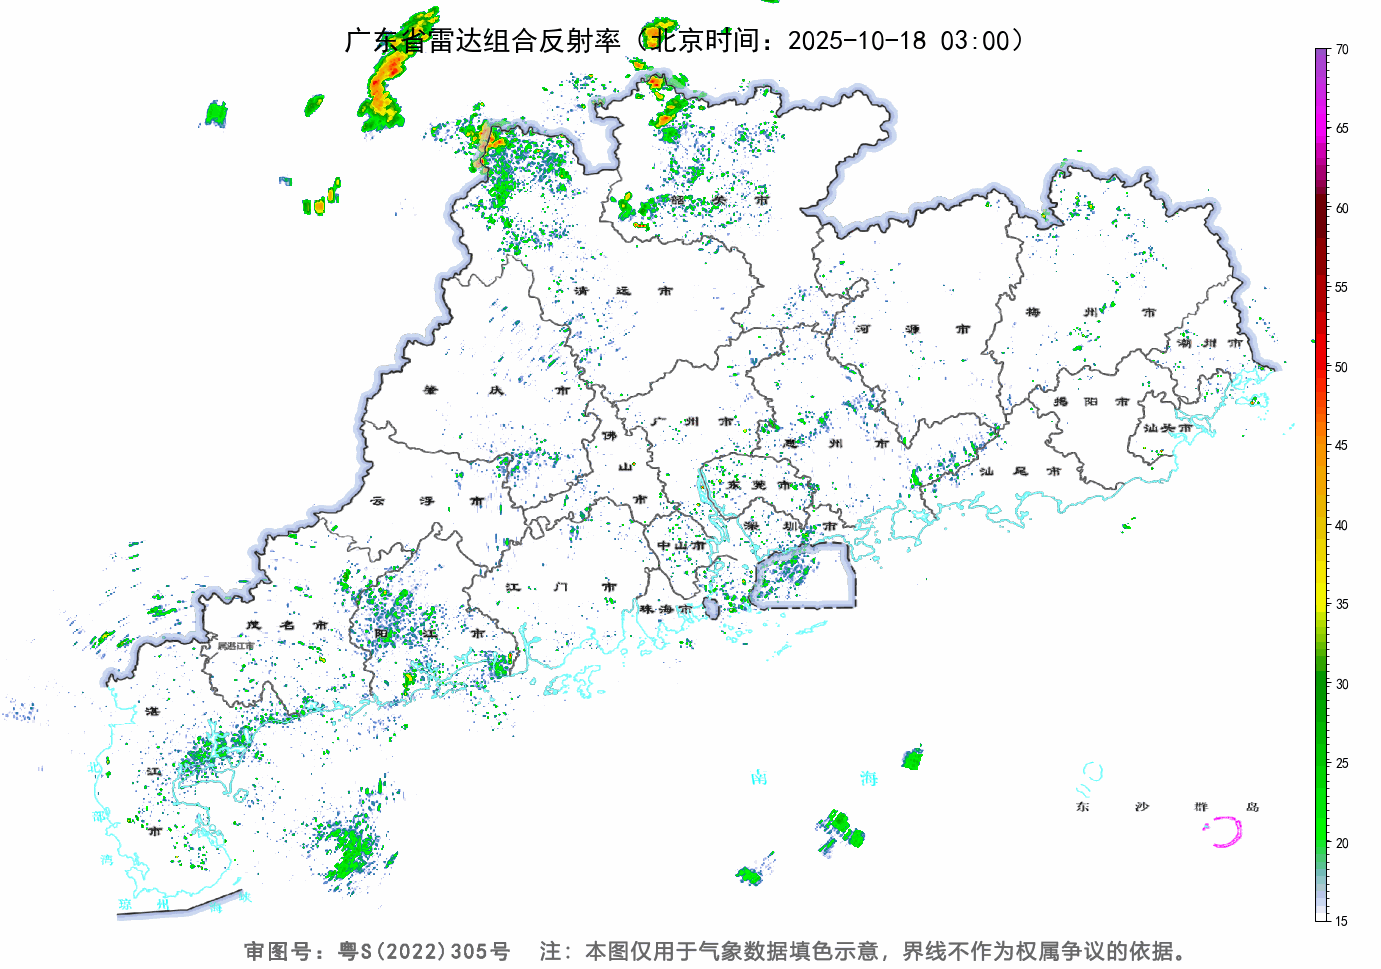 广东省雷达组合反射率（北京时间：2025-10-18 03:00）
70
65
60
55
50
45
40
35
30
25
20
15
韶关市
清远市
河源市
梅州市
潮州市
肇庆市
广州市
揭阳市
佛山市
惠州市
汕头市
云浮市
东莞市
汕尾市
深圳市
中山市
江门市
珠海市
茂名市
阳江市
属湛江市
湛江市
北部湾
南海
东沙群岛
琼州海峡
审图号：粤S(2022)305号 注：本图仅用于气象数据填色示意，界线不作为权属争议的依据。